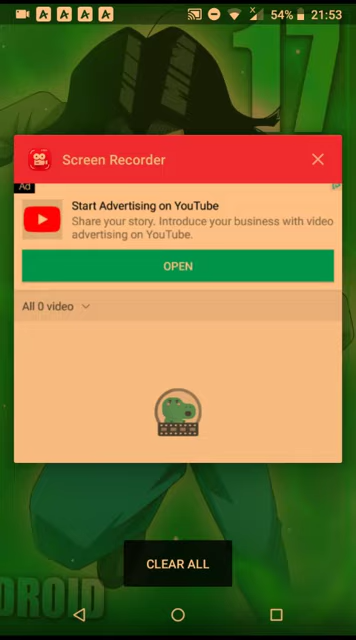 54% 21:53
17
Screen Recorder
Ad
Start Advertising on YouTube
Share your story. Introduce your business with video
advertising on YouTube.
OPEN
All 0 video
CLEAR ALL
DROID